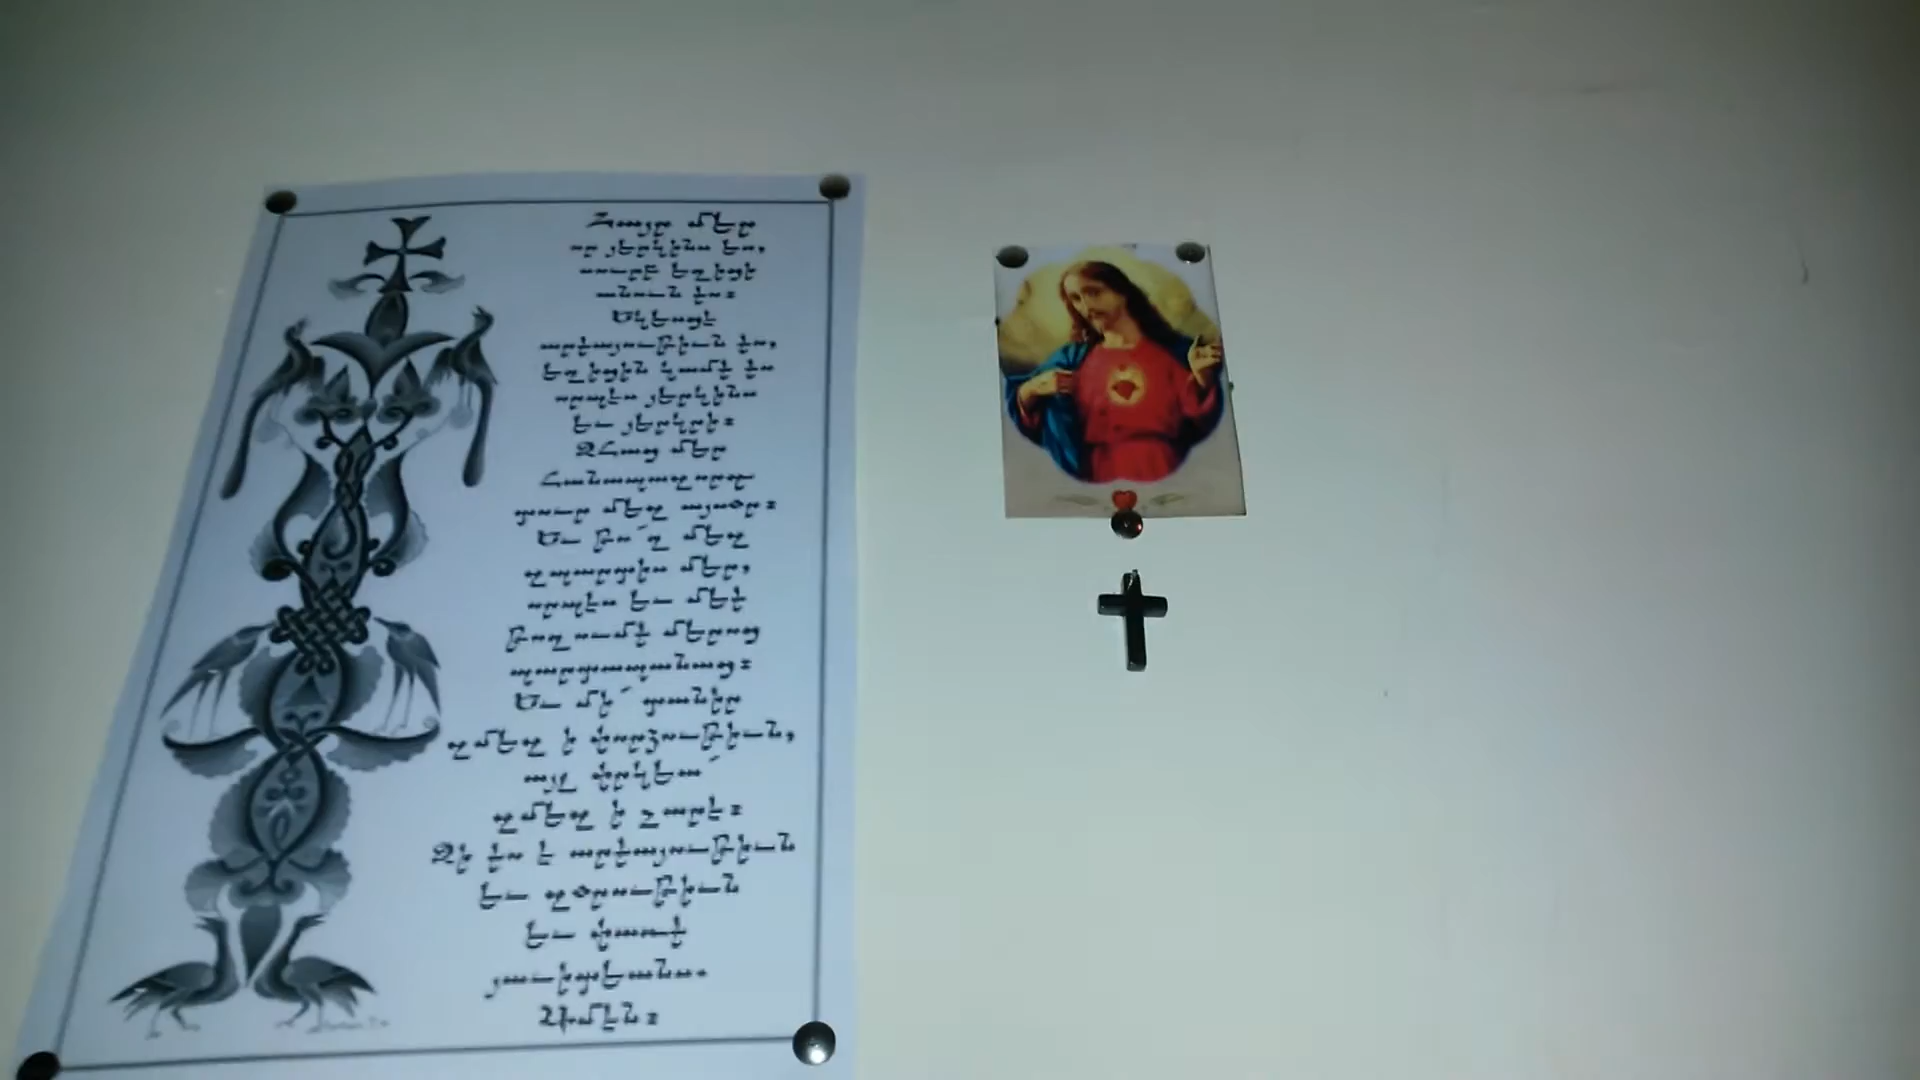 Հայր մեր
որ յերկինս ես,
սուրբ եղիցի
անուն քո։
Եկեսցէ
արքայութիւն քո,
եղիցին կամք քո
որպէս յերկինս
եւ յերկրի։
ԶՀաց մեր
հանապազորդ
տուր մեզ այսօր։
Եւ թո՛ղ մեզ
զպարտիս մեր,
որպէս եւ մեք
թողումք մերոց
պարտապանաց։
Եւ մի՛ տանիր
զմեզ ի փորձութիւն,
այլ փրկեա՛
զմեզ ի չարէ։
Զի քո է արքայութիւն
եւ զօրութիւն
եւ փառք
յաւիտեանս.
Ամէն։